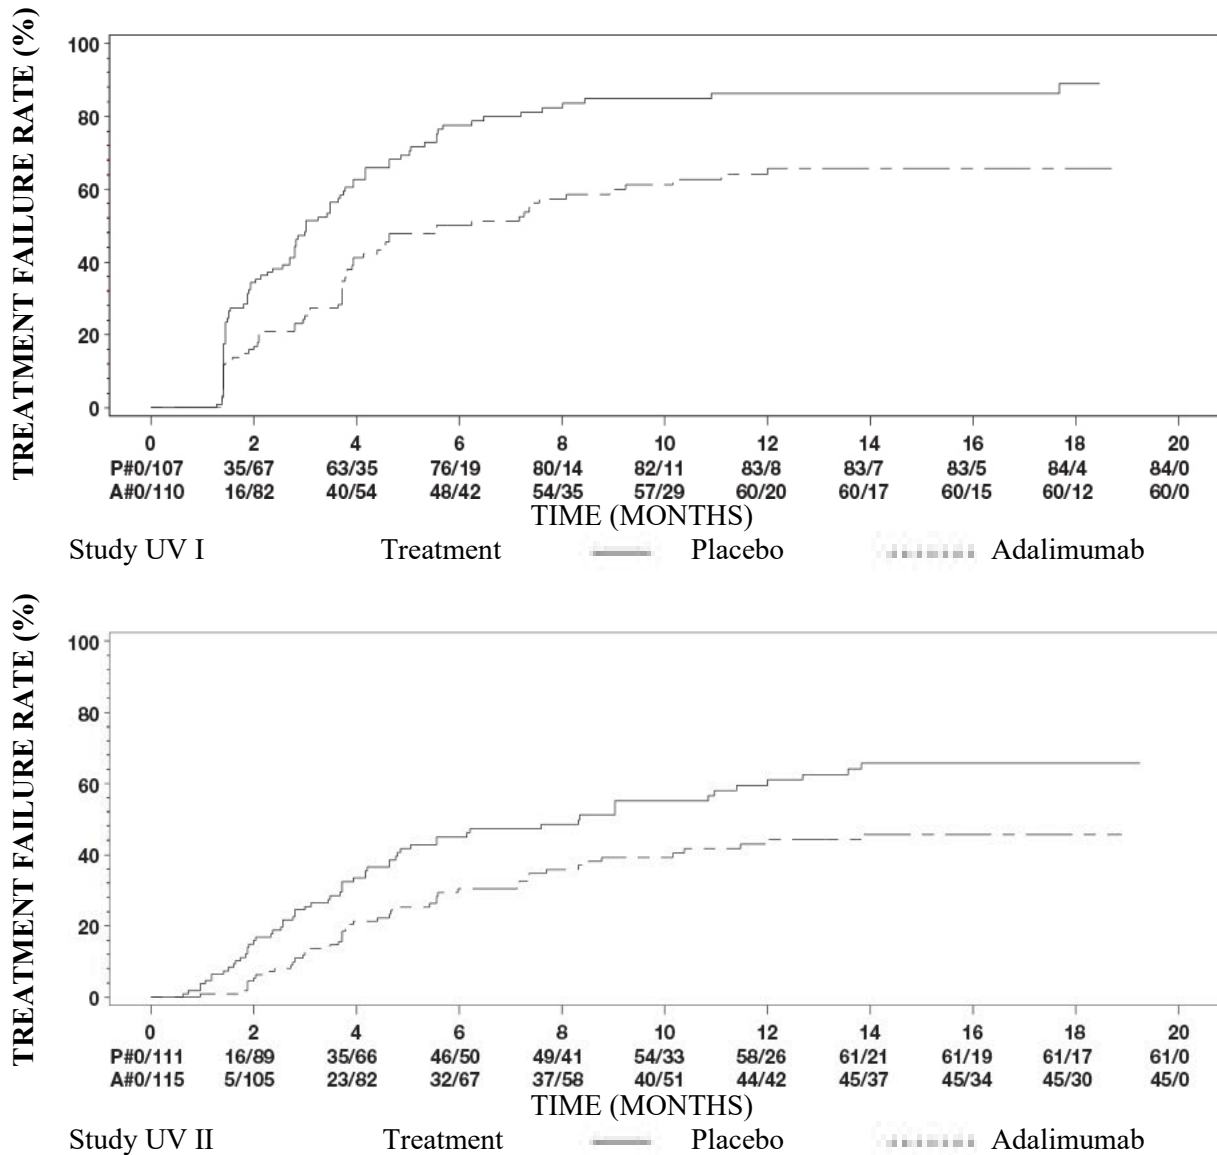 TREATMENT FAILURE RATE (%)
100
80
60
40
20
0
0 2 4 6 8 10 12 14 16 18 20
P#0/107 35/67 63/35 76/19 80/14 82/11 83/8 83/7 83/5 84/4 84/0
A#0/110 16/82 40/54 48/42 54/35 57/29 60/20 60/17 60/15 60/12 60/0
TIME (MONTHS)
Study UV I Treatment Placebo Adalimumab
TREATMENT FAILURE RATE (%)
100
80
60
40
20
0
0 2 4 6 8 10 12 14 16 18 20
P#0/111 16/89 35/66 46/50 49/41 54/33 58/26 61/21 61/19 61/17 61/0
A#0/115 5/105 23/82 32/67 37/58 40/51 44/42 45/37 45/34 45/30 45/0
TIME (MONTHS)
Study UV II Treatment Placebo Adalimumab